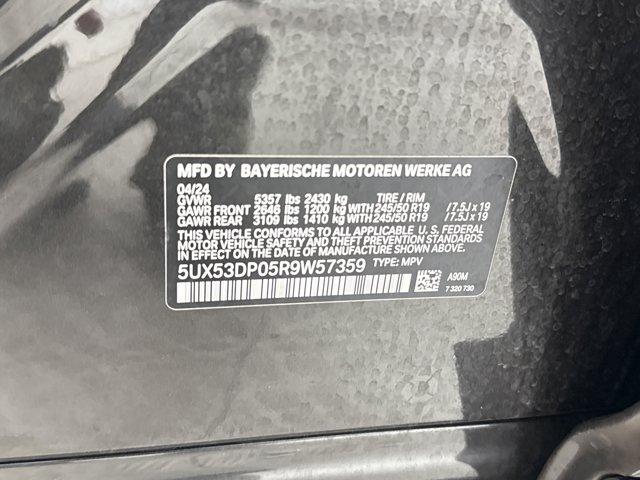 MFD BY BAYERISCHE MOTOREN WERKE AG
04/24
GVWR 5357 lbs 2430 kg TIRE / RIM
GAWR FRONT 2646 lbs 1200 kg WITH 245/50 R19 /7.5J x 19
GAWR REAR 3109 lbs 1410 kg WITH 245/50 R19 /7.5J x 19
THIS VEHICLE CONFORMS TO ALL APPLICABLE U. S. FEDERAL
MOTOR VEHICLE SAFETY STANDARDS IN EFFECT ON THE DATE OF
MANUFACTURE SHOWN ABOVE.
5UX53DP05R9W57359 TYPE: MPV
A90M
7 320 730